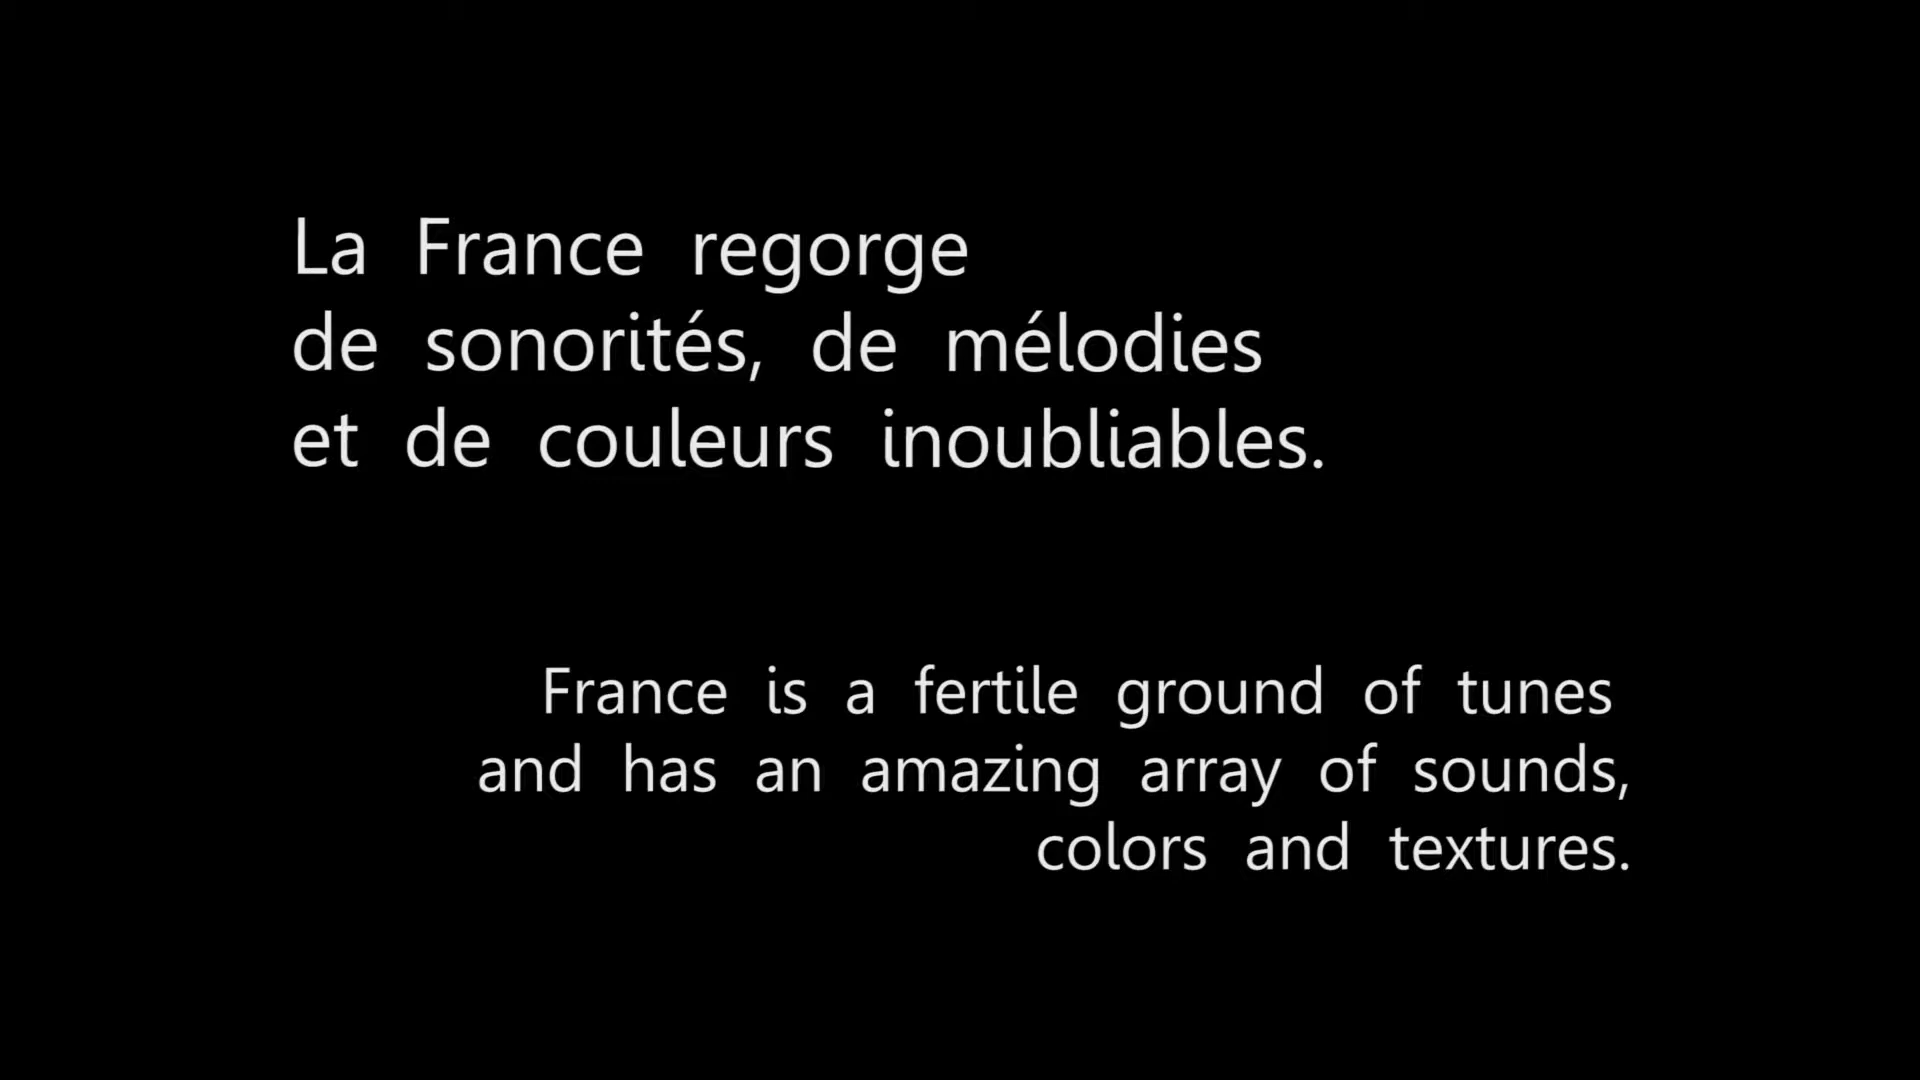 La France regorge
de sonorités, de mélodies
et de couleurs inoubliables.
France is a fertile ground of tunes
and has an amazing array of sounds,
colors and textures.